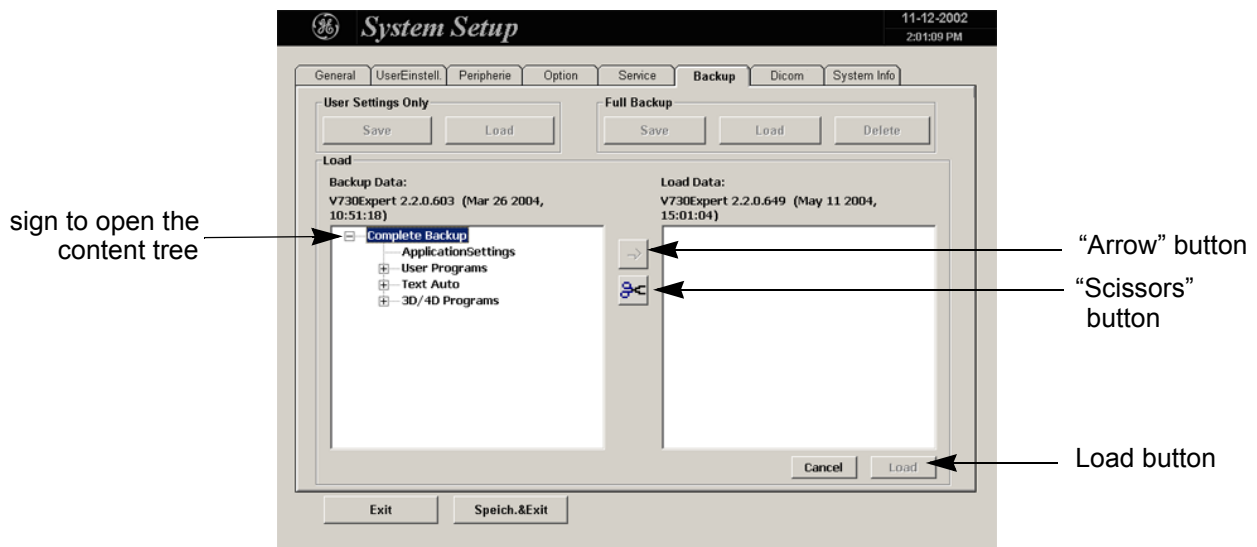 GE System Setup
11-12-2002
2:01:09 PM
General UserEinstell. Peripherie Option Service Backup Dicom System Info
User Settings Only
Save Load
Full Backup
Save Load Delete
Load
Backup Data:
V730Expert 2.2.0.603 (Mar 26 2004,
10:51:18)
Load Data:
V730Expert 2.2.0.649 (May 11 2004,
15:01:04)
sign to open the
content tree
Complete Backup
ApplicationSettings
User Programs
Text Auto
3D/4D Programs
“Arrow” button
“Scissors”
button
Cancel Load
Load button
Exit Speich.&Exit